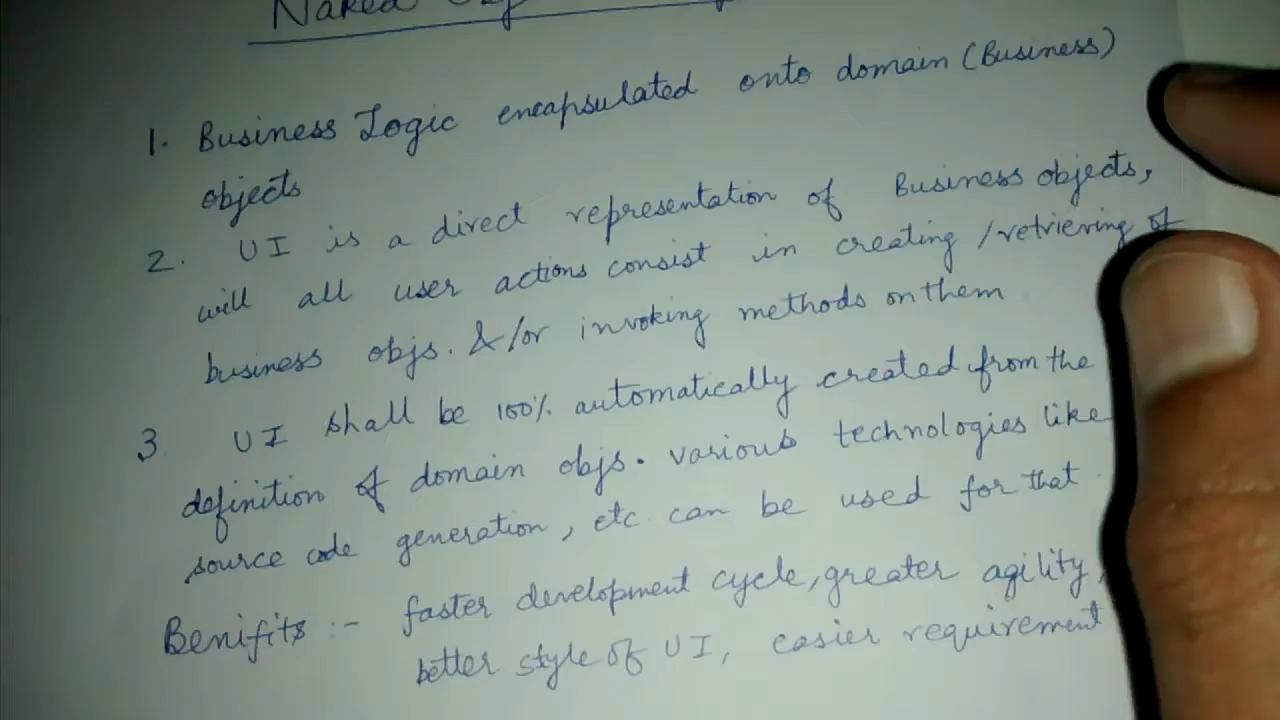 Naked
1. Business Logic encapsulated onto domain (Business)
objects
2. UI is a direct representation of Business objects,
will all user actions consist in creating /retrieving of
business objs. &/or invoking methods on them
3. UI shall be 100% automatically created from the
definition of domain objs. various technologies like
source code generation, etc. can be used for that.
Benifits :- faster development cycle, greater agility,
better style of UI, easier requirement